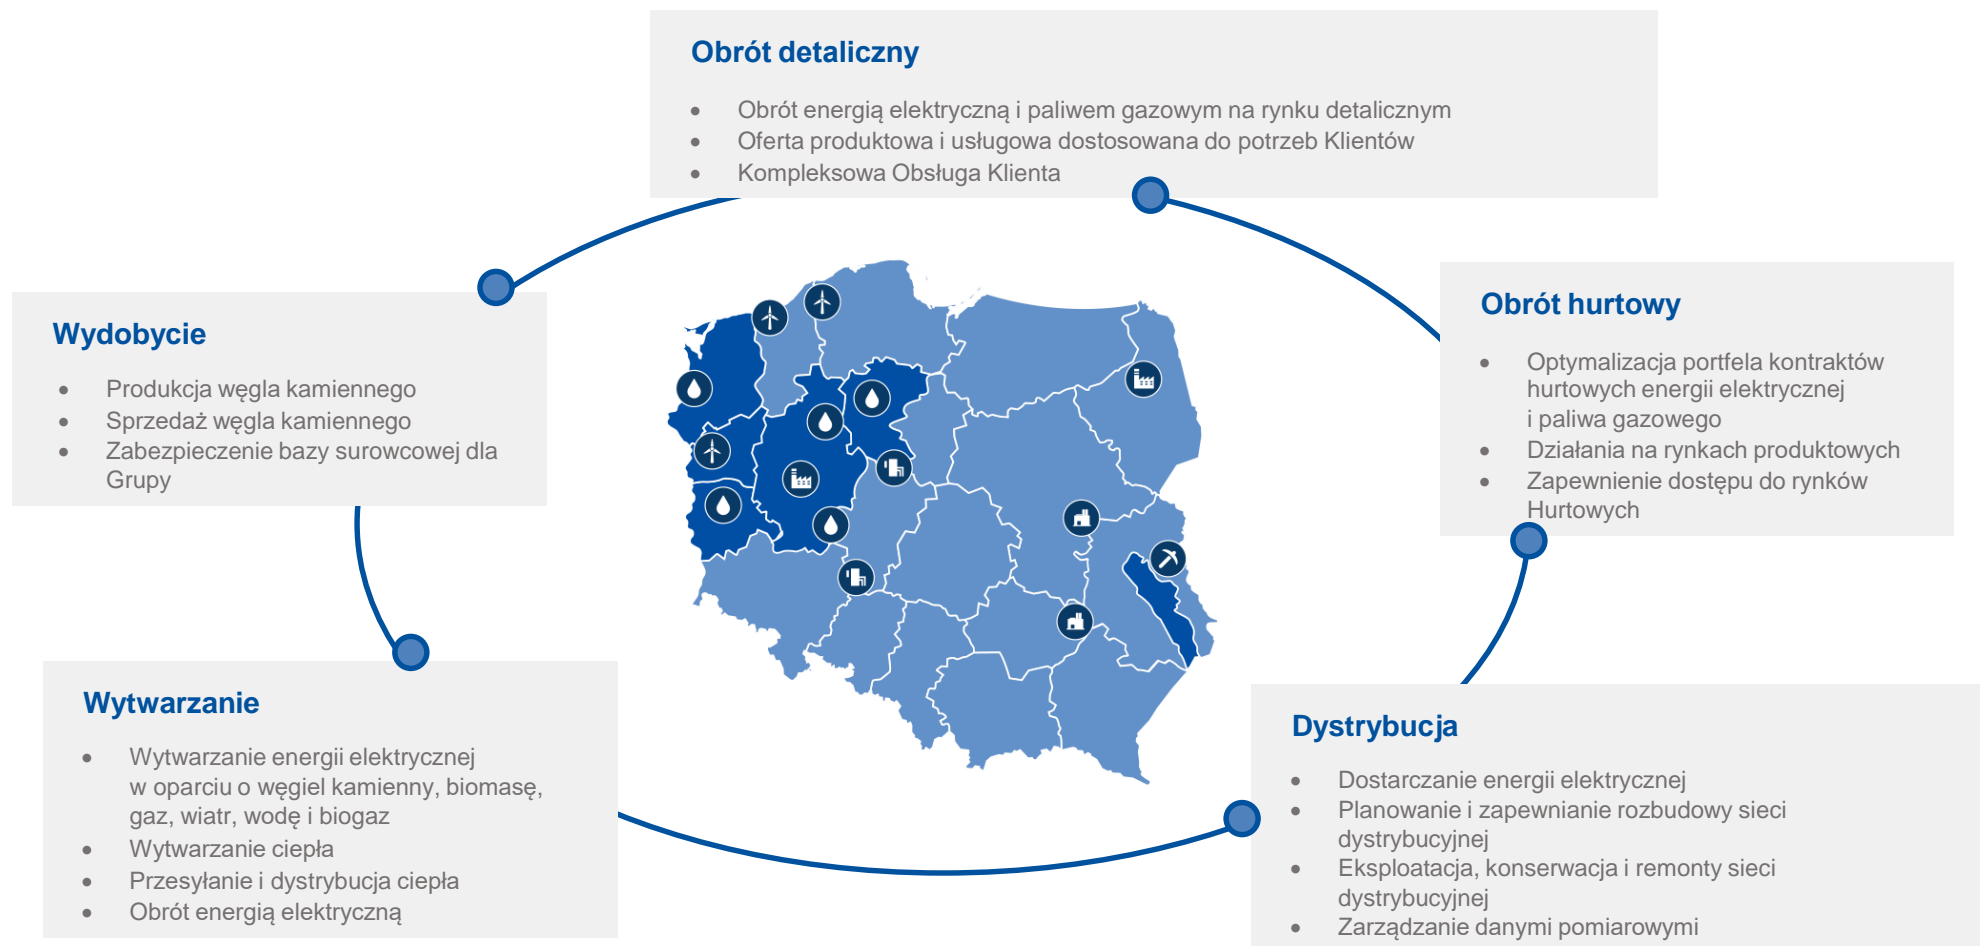 Obrót detaliczny
• Obrót energią elektryczną i paliwem gazowym na rynku detalicznym
• Oferta produktowa i usługowa dostosowana do potrzeb Klientów
• Kompleksowa Obsługa Klienta
Wydobycie
• Produkcja węgla kamiennego
• Sprzedaż węgla kamiennego
• Zabezpieczenie bazy surowcowej dla
Grupy
Obrót hurtowy
• Optymalizacja portfela kontraktów
hurtowych energii elektrycznej
i paliwa gazowego
• Działania na rynkach produktowych
• Zapewnienie dostępu do rynków
Hurtowych
Wytwarzanie
• Wytwarzanie energii elektrycznej
w oparciu o węgiel kamienny, biomasę,
gaz, wiatr, wodę i biogaz
• Wytwarzanie ciepła
• Przesyłanie i dystrybucja ciepła
• Obrót energią elektryczną
Dystrybucja
• Dostarczanie energii elektrycznej
• Planowanie i zapewnianie rozbudowy sieci
dystrybucyjnej
• Eksploatacja, konserwacja i remonty sieci
dystrybucyjnej
• Zarządzanie danymi pomiarowymi